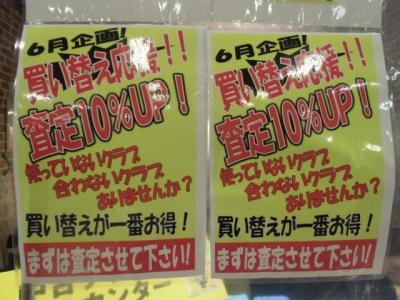 6月企画!
買い替え応援!!
査定10%UP!
使っていないクラブ
合わないクラブ
ありませんか?
買い替えが一番お得!
まずは査定させて下さい!
6月企画!
買い替え応援!!
査定10%UP!
使っていないクラブ
合わないクラブ
ありませんか?
買い替えが一番お得!
まずは査定させて下さい!